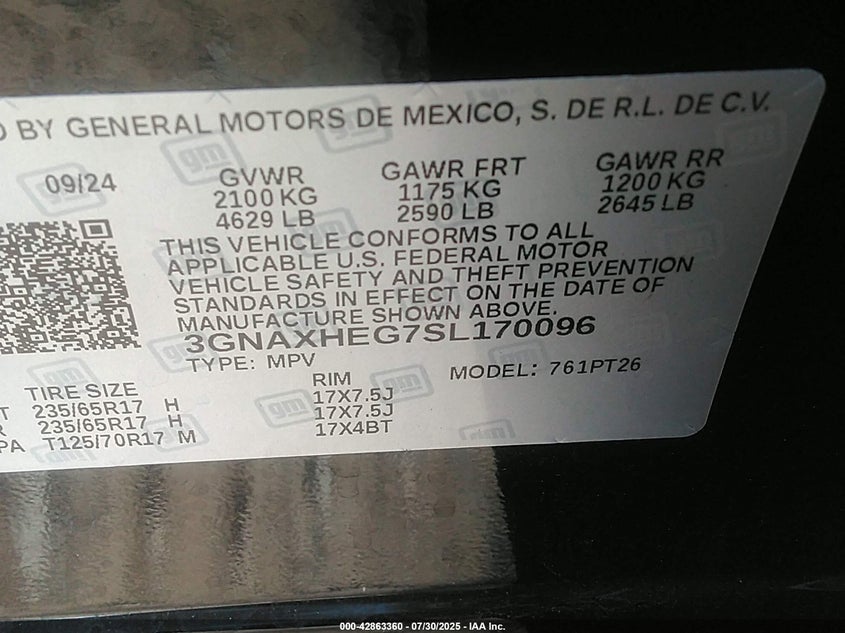 BY GENERAL MOTORS DE MEXICO, S. DE R.L. DE C.V.
09/24
GVWR
2100 KG
4629 LB
GAWR FRT
1175 KG
2590 LB
GAWR RR
1200 KG
2645 LB
THIS VEHICLE CONFORMS TO ALL
APPLICABLE U.S. FEDERAL MOTOR
VEHICLE SAFETY AND THEFT PREVENTION
STANDARDS IN EFFECT ON THE DATE OF
MANUFACTURE SHOWN ABOVE.
3GNAXHEG7SL170096
TYPE: MPV
MODEL: 761PT26
TIRE SIZE RIM
235/65R17 H 17X7.5J
235/65R17 H 17X7.5J
T125/70R17 M 17X4BT
gm
000-42863360 - 07/30/2025 - IAA Inc.